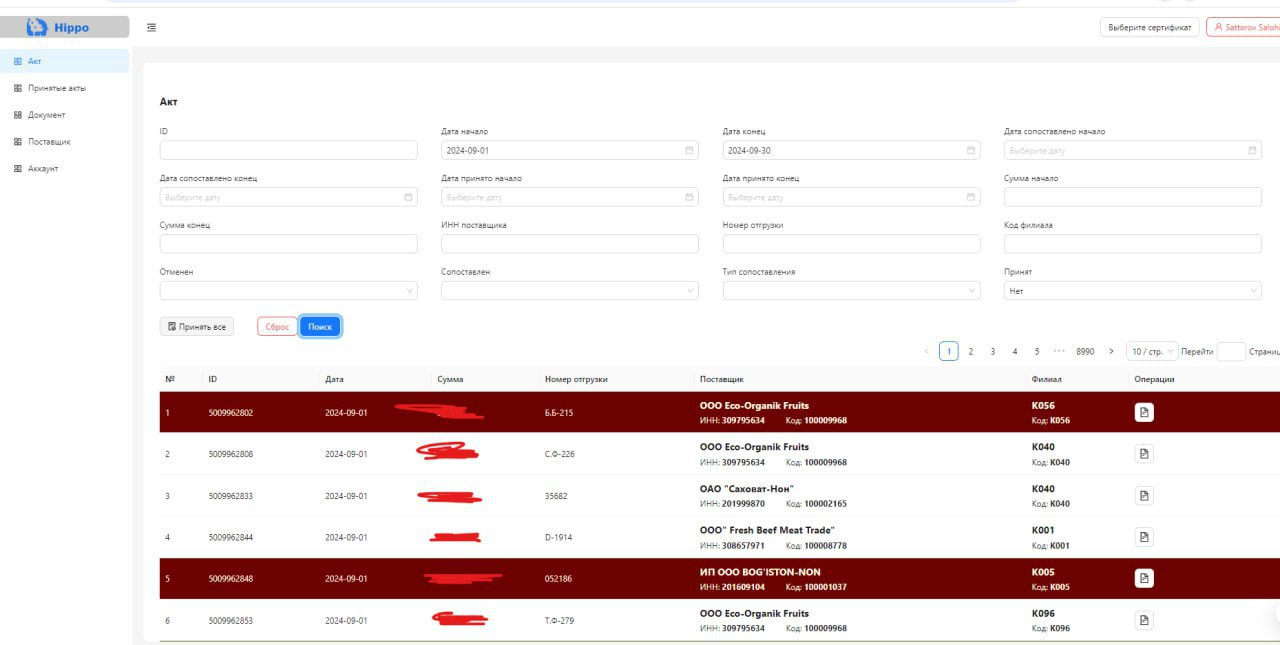 Hippo
Выберите сертификат
Sattorov Salohi
Акт
Принятые акты
Документ
Поставщик
Аккаунт
Акт
ID Дата начало Дата конец Дата сопоставлено начало
2024-09-01 2024-09-30 Выберите дату
Дата сопоставлено конец Дата принято начало Дата принято конец Сумма начало
Выберите дату Выберите дату Выберите дату
Сумма конец ИНН поставщика Номер отгрузки Код филиала
Отменен Сопоставлен Тип сопоставления Принят
Нет
Принять все Сброс Поиск
< 1 2 3 4 5 ••• 8990 > 10 / стр. Перейти Страниц
№ ID Дата Сумма Номер отгрузки Поставщик Филиал Операции
1 5009962802 2024-09-01 Б.Б-215 ООО Eco-Organik Fruits K056
ИНН: 309795634 Код: 100009968 Код: K056
2 5009962808 2024-09-01 С.Ф-226 ООО Eco-Organik Fruits K040
ИНН: 309795634 Код: 100009968 Код: K040
3 5009962833 2024-09-01 35682 ОАО "Саховат-Нон" K040
ИНН: 201999870 Код: 100002165 Код: K040
4 5009962844 2024-09-01 D-1914 ООО" Fresh Beef Meat Trade" K001
ИНН: 308657971 Код: 100008778 Код: K001
5 5009962848 2024-09-01 052186 ИП ООО BOG'ISTON-NON K005
ИНН: 201609104 Код: 100001037 Код: K005
6 5009962853 2024-09-01 Т.Ф-279 ООО Eco-Organik Fruits K096
ИНН: 309795634 Код: 100009968 Код: K096